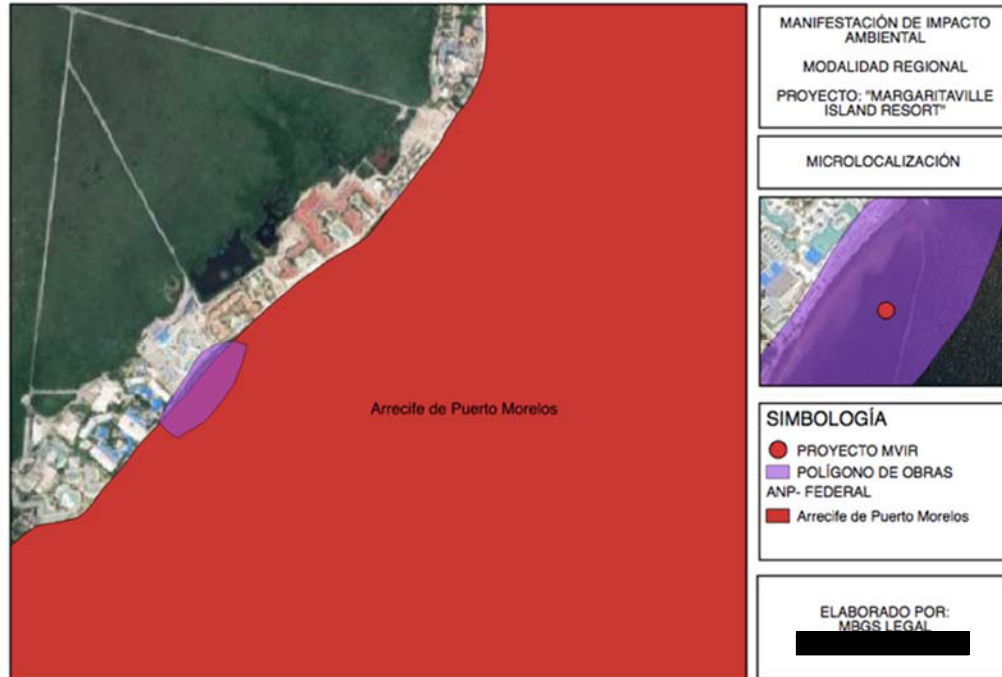 MANIFESTACIÓN DE IMPACTO
AMBIENTAL
MODALIDAD REGIONAL
PROYECTO: "MARGARITAVILLE
ISLAND RESORT"
MICROLOCALIZACIÓN
Arrecife de Puerto Morelos
SIMBOLOGÍA
PROYECTO MVIR
POLÍGONO DE OBRAS
ANP- FEDERAL
Arrecife de Puerto Morelos
ELABORADO POR:
MBGS LEGAL